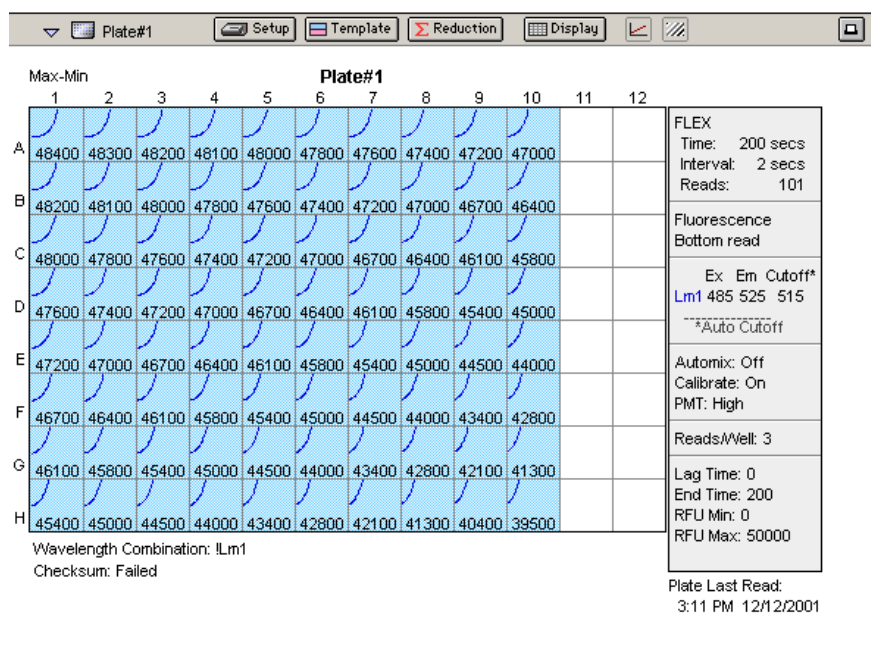 Plate#1 Setup Template Reduction Display
Max-Min Plate#1
1 2 3 4 5 6 7 8 9 10 11 12
A 48400 48300 48200 48100 48000 47800 47600 47400 47200 47000
B 48200 48100 48000 47800 47600 47400 47200 47000 46700 46400
C 48000 47800 47600 47400 47200 47000 46700 46400 46100 45800
D 47600 47400 47200 47000 46700 46400 46100 45800 45400 45000
E 47200 47000 46700 46400 46100 45800 45400 45000 44500 44000
F 46700 46400 46100 45800 45400 45000 44500 44000 43400 42800
G 46100 45800 45400 45000 44500 44000 43400 42800 42100 41300
H 45400 45000 44500 44000 43400 42800 42100 41300 40400 39500
Wavelength Combination: !Lm1
Checksum: Failed
FLEX
Time: 200 secs
Interval: 2 secs
Reads: 101
Fluorescence
Bottom read
Ex Em Cutoff*
Lm1 485 525 515
*Auto Cutoff
Automix: Off
Calibrate: On
PMT: High
Reads/Well: 3
Lag Time: 0
End Time: 200
RFU Min: 0
RFU Max: 50000
Plate Last Read:
3:11 PM 12/12/2001